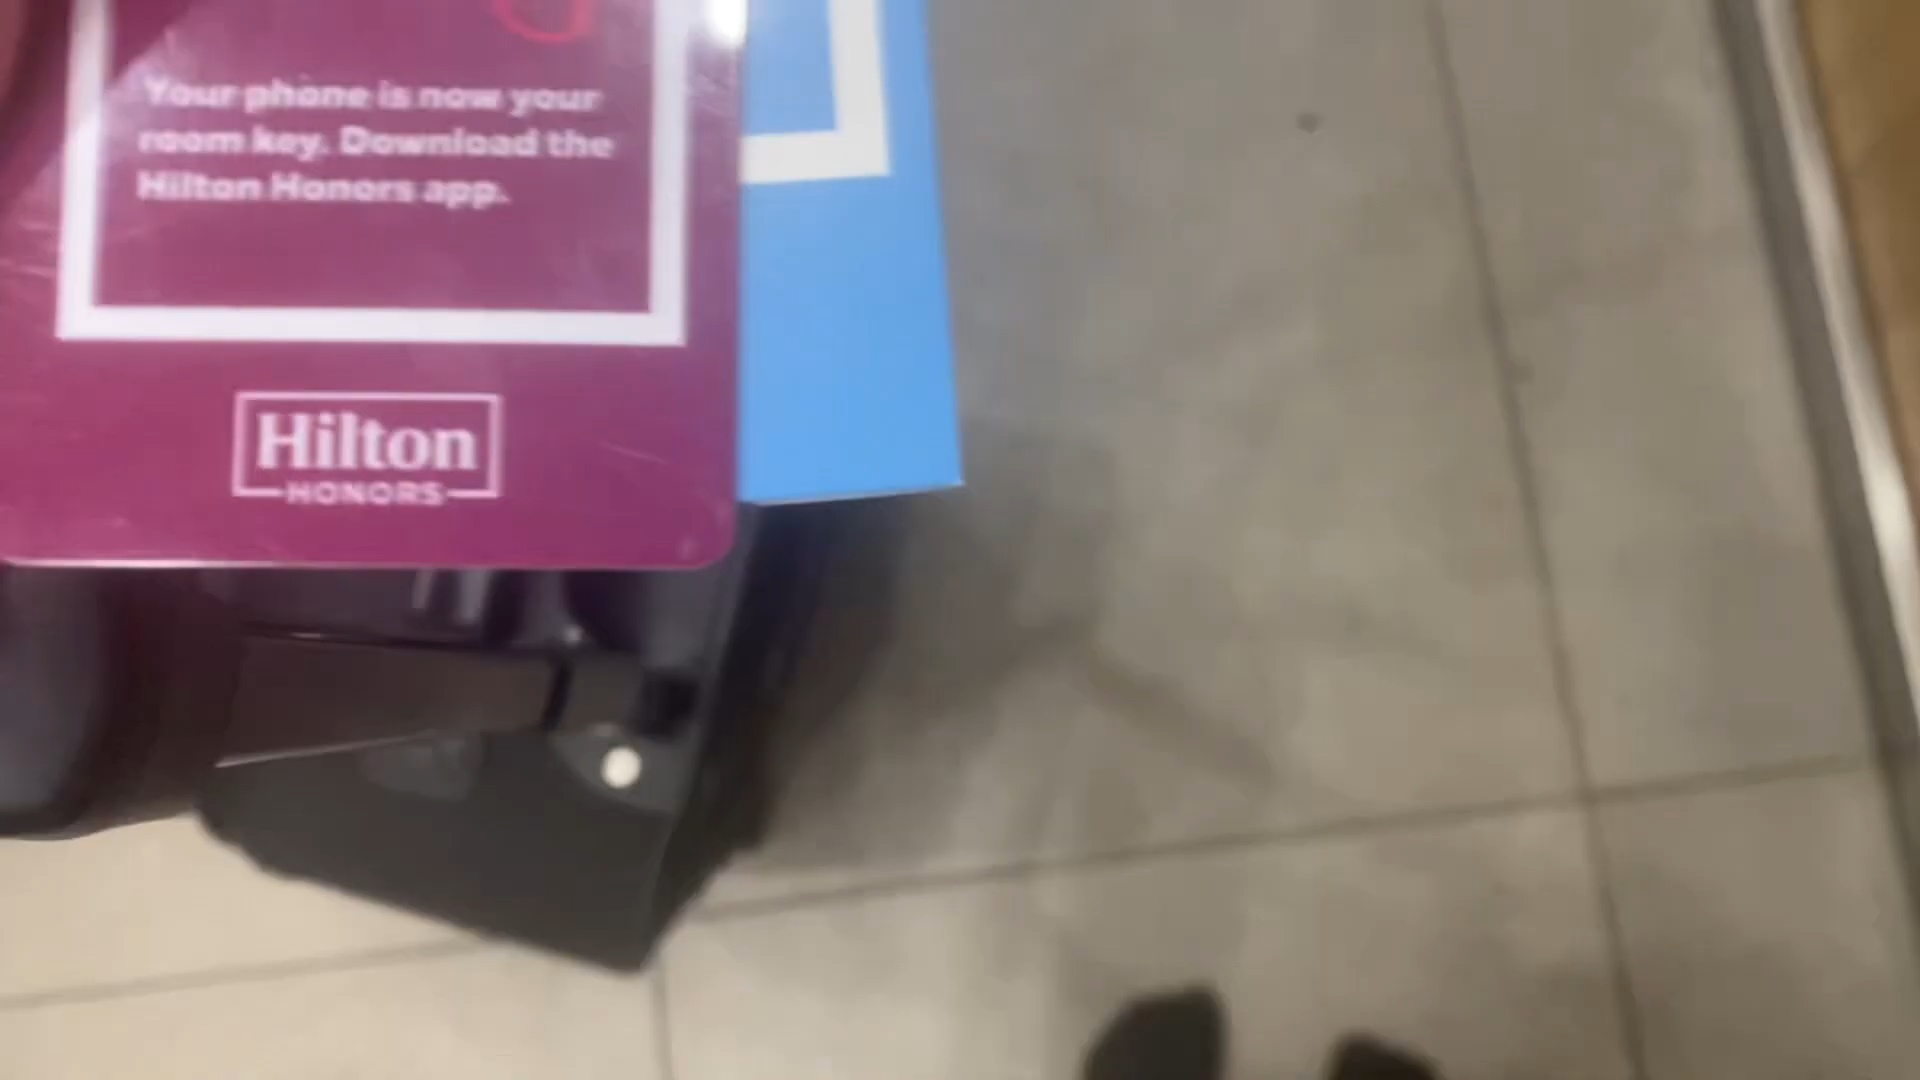 Your phone is now your
room key. Download the
Hilton Honors app.
Hilton
HONORS